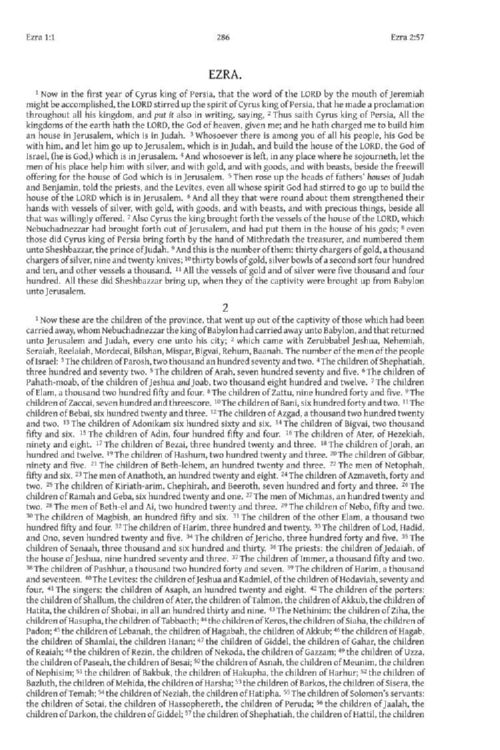 Ezra 1:1
286
Ezra 2:57
EZRA.
1 Now in the first year of Cyrus king of Persia, that the word of the LORD by the mouth of Jeremiah
might be accomplished, the LORD stirred up the spirit of Cyrus king of Persia, that he made a proclamation
throughout all his kingdom, and put it also in writing, saying, 2 Thus saith Cyrus king of Persia, All the
kingdoms of the earth hath the LORD, the God of heaven, given me; and he hath charged me to build him
an house in Jerusalem, which is in Judah. 3 Whosoever there is among you of all his people, his God be
with him, and let him go up to Jerusalem, which is in Judah, and build the house of the LORD, the God of
Israel, (he is God,) which is in Jerusalem. 4 And whosoever is left, in any place where he sojourneth, let the
men of his place help him with silver, and with gold, and with goods, and with beasts, beside the freewill
offering for the house of God which is in Jerusalem. 5 Then rose up the heads of fathers' houses of Judah
and Benjamin, told the priests, and the Levites, even all whose spirit God had stirred to go up to build the
house of the LORD which is in Jerusalem. 6 And all they that were round about them strengthened their
hands with vessels of silver, with gold, with goods, and with beasts, and with precious things, beside all
that was willingly offered. 7 Also Cyrus the king brought forth the vessels of the house of the LORD, which
Nebuchadnezzar had brought forth out of Jerusalem, and had put them in the house of his gods; 8 even
those did Cyrus king of Persia bring forth by the hand of Mithredath the treasurer, and numbered them
unto Sheshbazzar, the prince of Judah. 9 And this is the number of them: thirty chargers of gold, a thousand
chargers of silver, nine and twenty knives; 10 thirty bowls of gold, silver bowls of a second sort four hundred
and ten, and other vessels a thousand. 11 All the vessels of gold and of silver were five thousand and four
hundred. All these did Sheshbazzar bring up, when they of the captivity were brought up from Babylon
unto Jerusalem.
2
1 Now these are the children of the province, that went up out of the captivity of those which had been
carried away, whom Nebuchadnezzar the king of Babylon had carried away unto Babylon, and that returned
unto Jerusalem and Judah, every one unto his city; 2 which came with Zerubbabel Jeshua, Nehemiah,
Seraiah, Reelaiah, Mordecai, Bilshan, Mispar, Bigvai, Rehum, Baanah. The number of the men of the people
of Israel: 3 The children of Parosh, two thousand an hundred seventy and two. 4 The children of Shephatiah,
three hundred and seventy two. 5 The children of Arah, seven hundred seventy and five. 6 The children of
Pahath-moab, of the children of Jeshua and Joab, two thousand eight hundred and twelve. 7 The children
of Elam, a thousand two hundred fifty and four. 8 The children of Zattu, nine hundred forty and five. 9 The
children of Zaccai, seven hundred and threescore. 10 The children of Bani, six hundred forty and two. 11 The
children of Bebai, six hundred twenty and three. 12 The children of Azgad, a thousand two hundred twenty
and two. 13 The children of Adonikam six hundred sixty and six. 14 The children of Bigvai, two thousand
fifty and six. 15 The children of Adin, four hundred fifty and four. 16 The children of Ater, of Hezekiah,
ninety and eight. 17 The children of Bezai, three hundred twenty and three. 18 The children of Jorah, an
hundred and twelve. 19 The children of Hashum, two hundred twenty and three. 20 The children of Gibbar,
ninety and five. 21 The children of Beth-lehem, an hundred twenty and three. 22 The men of Netophah,
fifty and six. 23 The men of Anathoth, an hundred twenty and eight. 24 The children of Azmaveth, forty and
two. 25 The children of Kiriath-arim, Chephirah, and Beeroth, seven hundred and forty and three. 26 The
children of Ramah and Geba, six hundred twenty and one. 27 The men of Michmas, an hundred twenty and
two. 28 The men of Beth-el and Ai, two hundred twenty and three. 29 The children of Nebo, fifty and two.
30 The children of Magbish, an hundred fifty and six. 31 The children of the other Elam, a thousand two
hundred fifty and four. 32 The children of Harim, three hundred and twenty. 33 The children of Lod, Hadid,
and Ono, seven hundred twenty and five. 34 The children of Jericho, three hundred forty and five. 35 The
children of Senaah, three thousand and six hundred and thirty. 36 The priests: the children of Jedaiah, of
the house of Jeshua, nine hundred seventy and three. 37 The children of Immer, a thousand fifty and two.
38 The children of Pashhur, a thousand two hundred forty and seven. 39 The children of Harim, a thousand
and seventeen. 40 The Levites: the children of Jeshua and Kadmiel, of the children of Hodaviah, seventy and
four. 41 The singers: the children of Asaph, an hundred twenty and eight. 42 The children of the porters:
the children of Shallum, the children of Ater, the children of Talmon, the children of Akkub, the children of
Hatita, the children of Shobai, in all an hundred thirty and nine. 43 The Nethinim: the children of Ziha, the
children of Hasupha, the children of Tabbaoth; 44 the children of Keros, the children of Siaha, the children of
Padon; 45 the children of Lebanah, the children of Hagabah, the children of Akkub; 46 the children of Hagab,
the children of Shamlai, the children Hanan; 47 the children of Giddel, the children of Gahar, the children
of Reaiah; 48 the children of Rezin, the children of Nekoda, the children of Gazzam; 49 the children of Uzza,
the children of Paseah, the children of Besai; 50 the children of Asnah, the children of Meunim, the children
of Nephisim; 51 the children of Bakbuk, the children of Hakupha, the children of Harhur; 52 the children of
Bazluth, the children of Mehida, the children of Harsha; 53 the children of Barkos, the children of Sisera, the
children of Temah; 54 the children of Neziah, the children of Hatipha. 55 The children of Solomon's servants:
the children of Sotai, the children of Hassophereth, the children of Peruda; 56 the children of Jaalah, the
children of Darkon, the children of Giddel; 57 the children of Shephatiah, the children of Hattil, the children